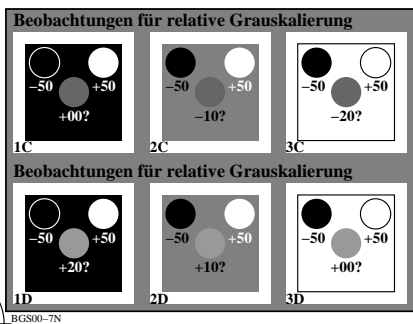 Beobachtungen für relative Grauskalierung
−50 +50 −50 +50 −50 +50
+00? −10? −20?
1C 2C 3C
Beobachtungen für relative Grauskalierung
−50 +50 −50 +50 −50 +50
+20? +10? +00?
1D 2D 3D
BGS00−7N